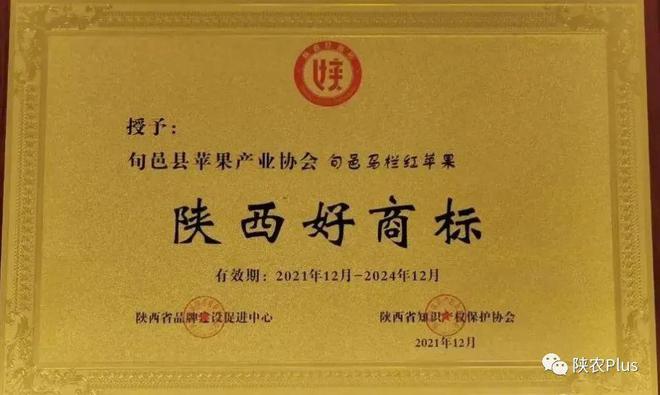 授予：
旬邑县苹果产业协会 旬邑马栏红苹果
陕西好商标
有效期：2021年12月-2024年12月
陕西省品牌建设促进中心
陕西省知识产权保护协会
2021年12月
陕农Plus